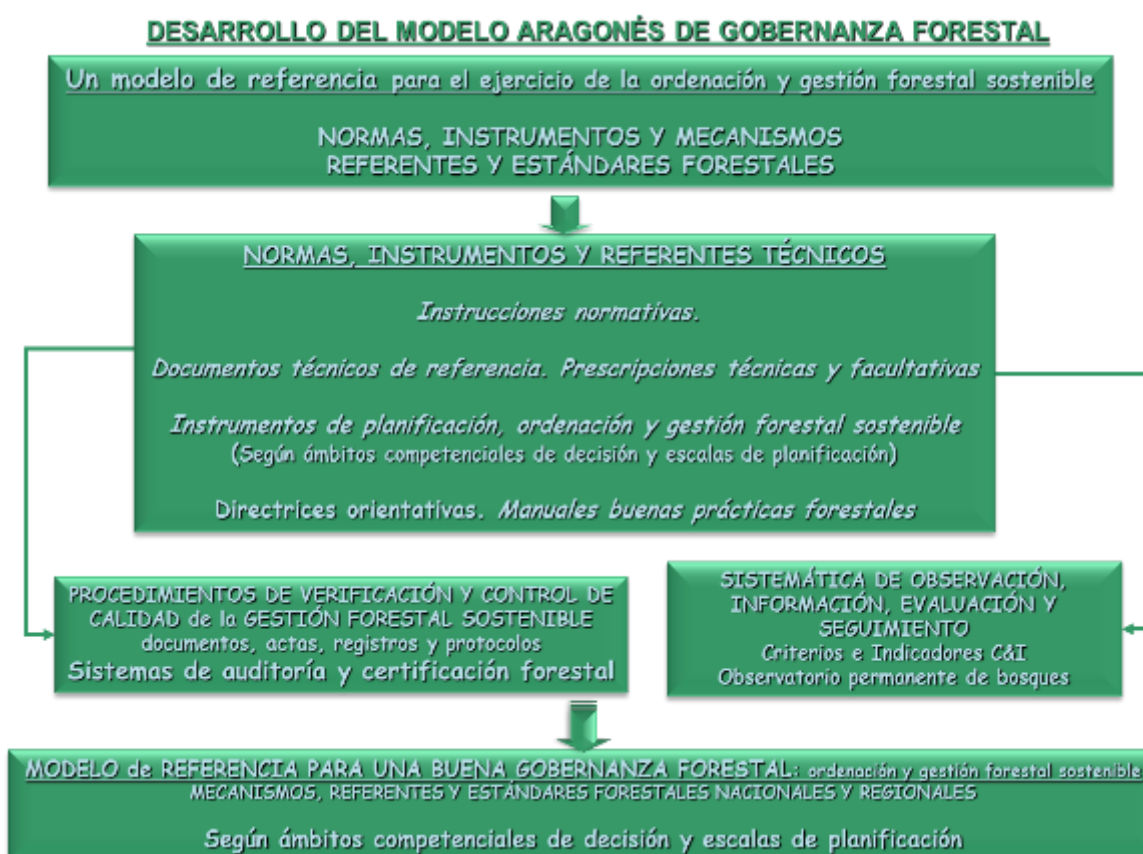 DESARROLLO DEL MODELO ARAGONÉS DE GOBERNANZA FORESTAL
Un modelo de referencia para el ejercicio de la ordenación y gestión forestal sostenible
NORMAS, INSTRUMENTOS Y MECANISMOS
REFERENTES Y ESTÁNDARES FORESTALES
NORMAS, INSTRUMENTOS Y REFERENTES TÉCNICOS
Instrucciones normativas.
Documentos técnicos de referencia. Prescripciones técnicas y facultativas
Instrumentos de planificación, ordenación y gestión forestal sostenible
(Según ámbitos competenciales de decisión y escalas de planificación)
Directrices orientativas. Manuales buenas prácticas forestales
PROCEDIMIENTOS DE VERIFICACIÓN Y CONTROL DE
CALIDAD de la GESTIÓN FORESTAL SOSTENIBLE
documentos, actas, registros y protocolos
Sistemas de auditoría y certificación forestal
SISTEMÁTICA DE OBSERVACIÓN,
INFORMACIÓN, EVALUACIÓN Y
SEGUIMIENTO
Criterios e Indicadores C&I
Observatorio permanente de bosques
MODELO de REFERENCIA PARA UNA BUENA GOBERNANZA FORESTAL: ordenación y gestión forestal sostenible
MECANISMOS, REFERENTES Y ESTÁNDARES FORESTALES NACIONALES Y REGIONALES
Según ámbitos competenciales de decisión y escalas de planificación